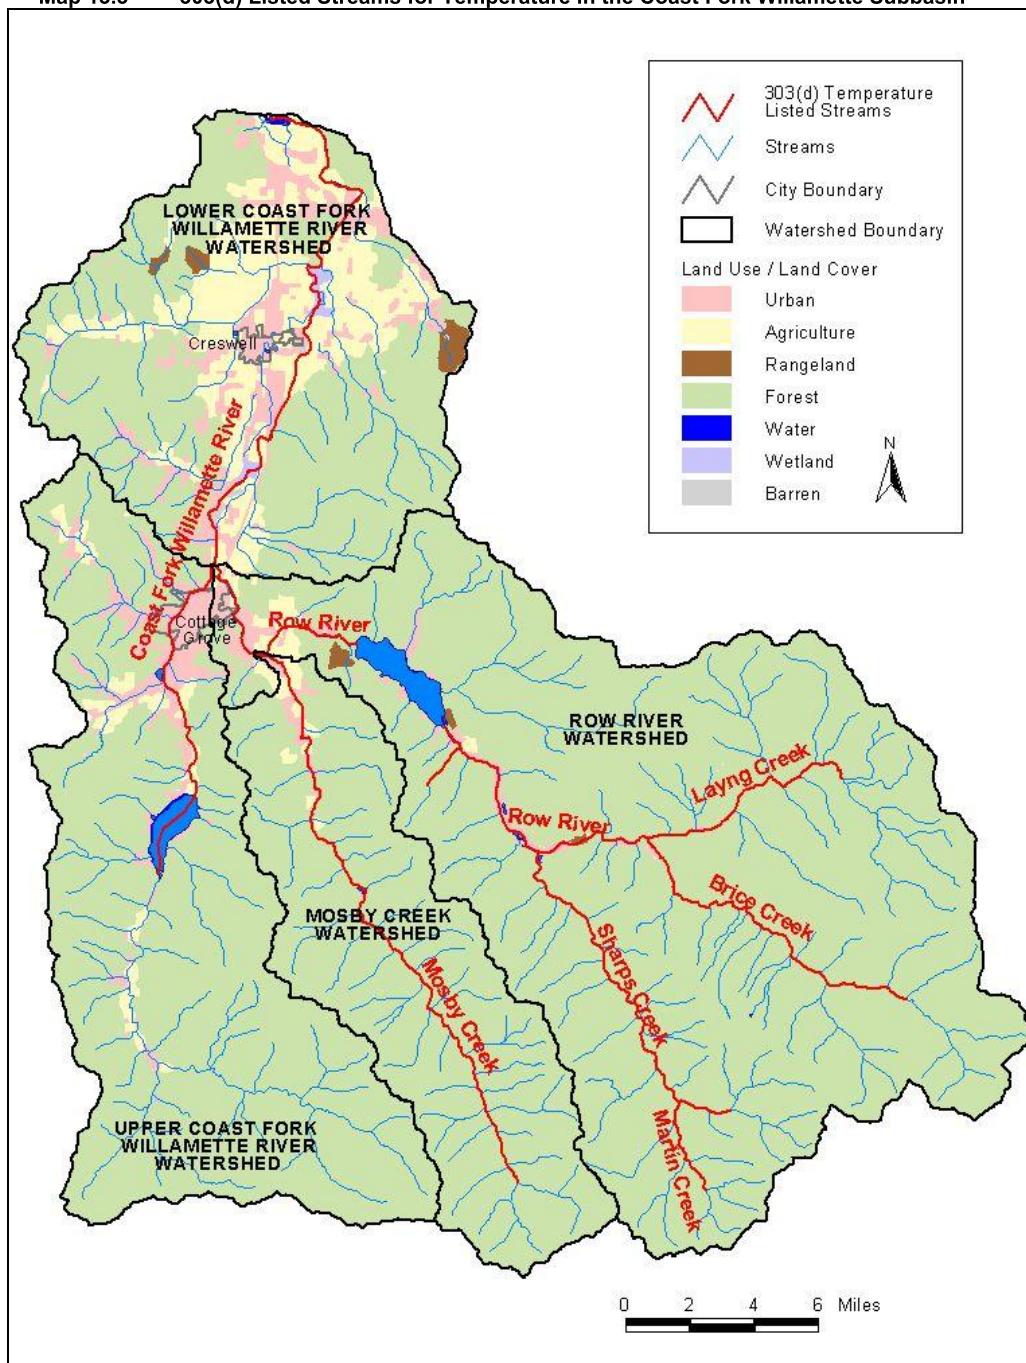 303(d) Listed Streams for Temperature in the Coast Fork Willamette Subbasin
303(d) Temperature
Listed Streams
Streams
City Boundary
Watershed Boundary
Land Use / Land Cover
Urban
Agriculture
Rangeland
Forest
Water
Wetland
Barren
N
LOWER COAST FORK
WILLAMETTE RIVER
WATERSHED
Creswell
Coast Fork Willamette River
Cottage
Grove
Row River
ROW RIVER
WATERSHED
Layng Creek
Row River
Brice Creek
MOSBY CREEK
WATERSHED
Sharps Creek
Mosby Creek
Martin Creek
UPPER COAST FORK
WILLAMETTE RIVER
WATERSHED
0 2 4 6 Miles